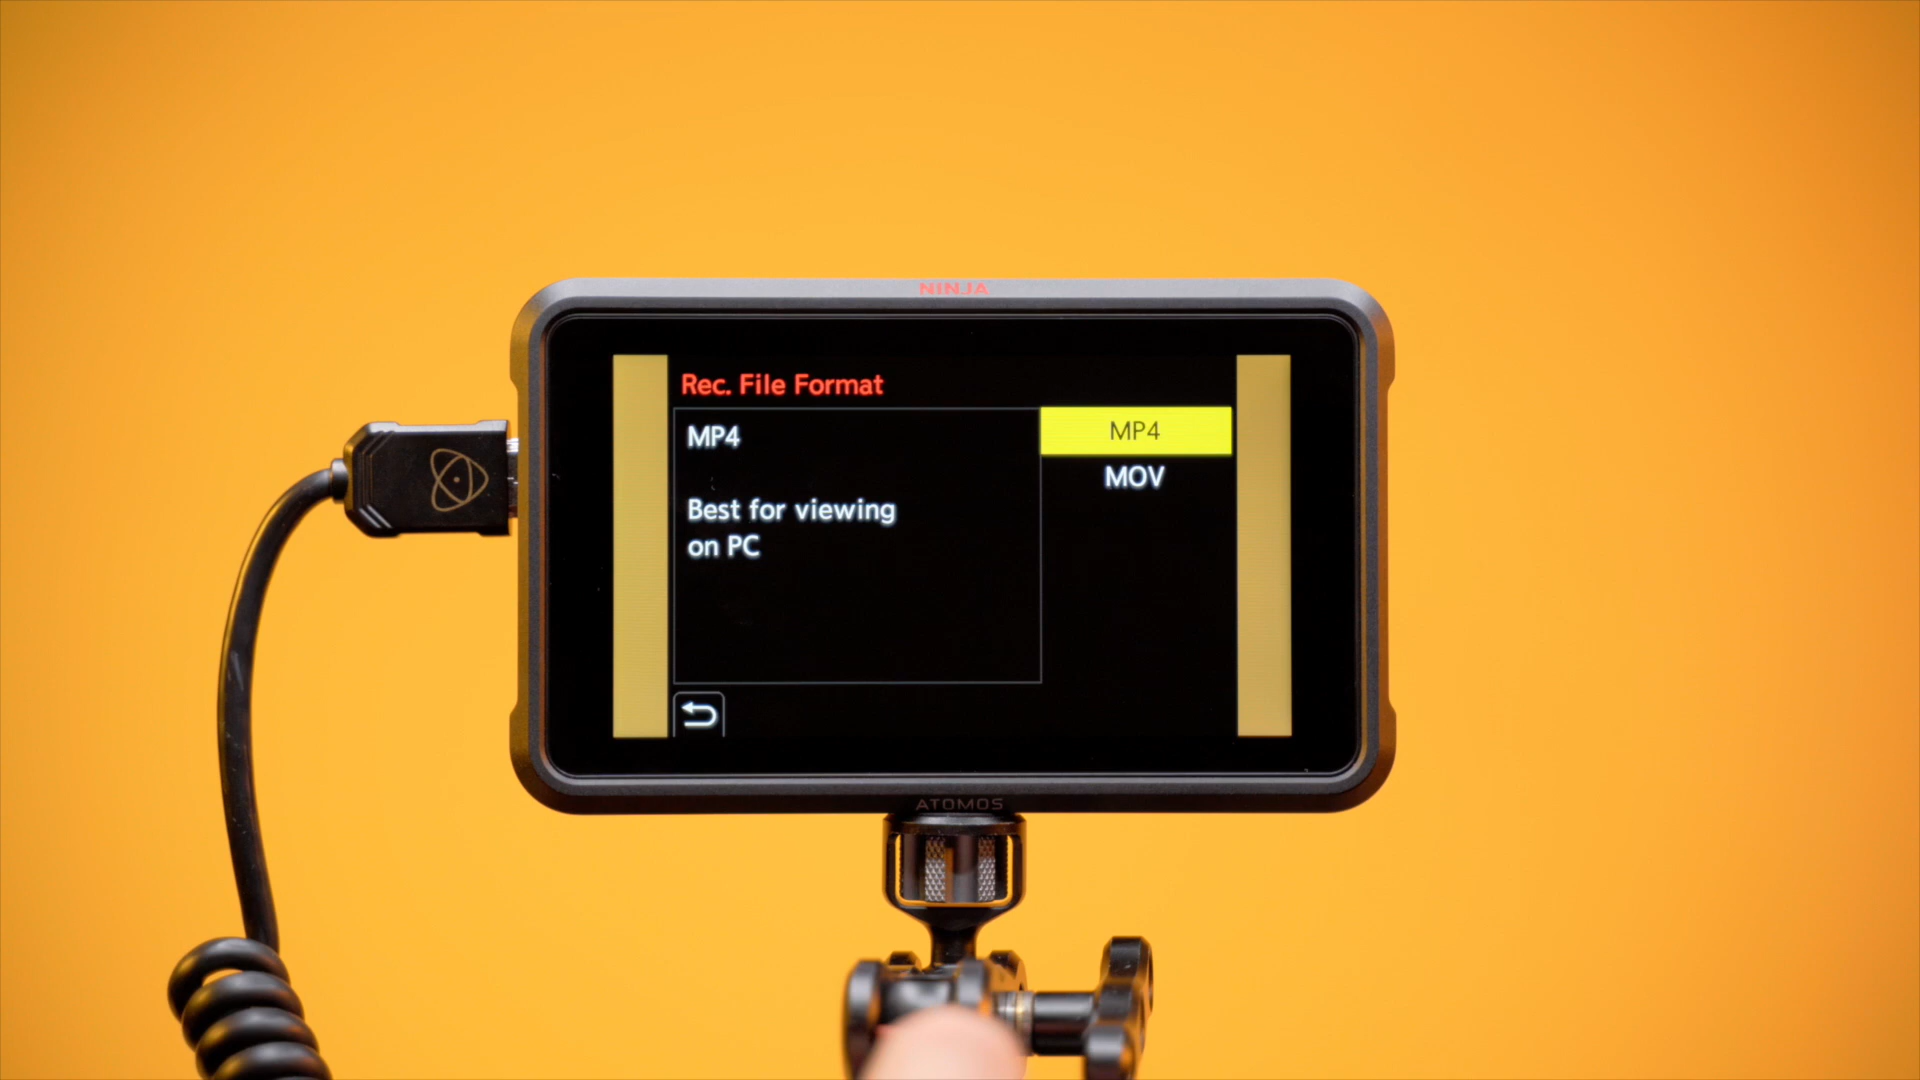 NINJA
Rec. File Format
MP4
Best for viewing
on PC
MP4
MOV
ATOMOS